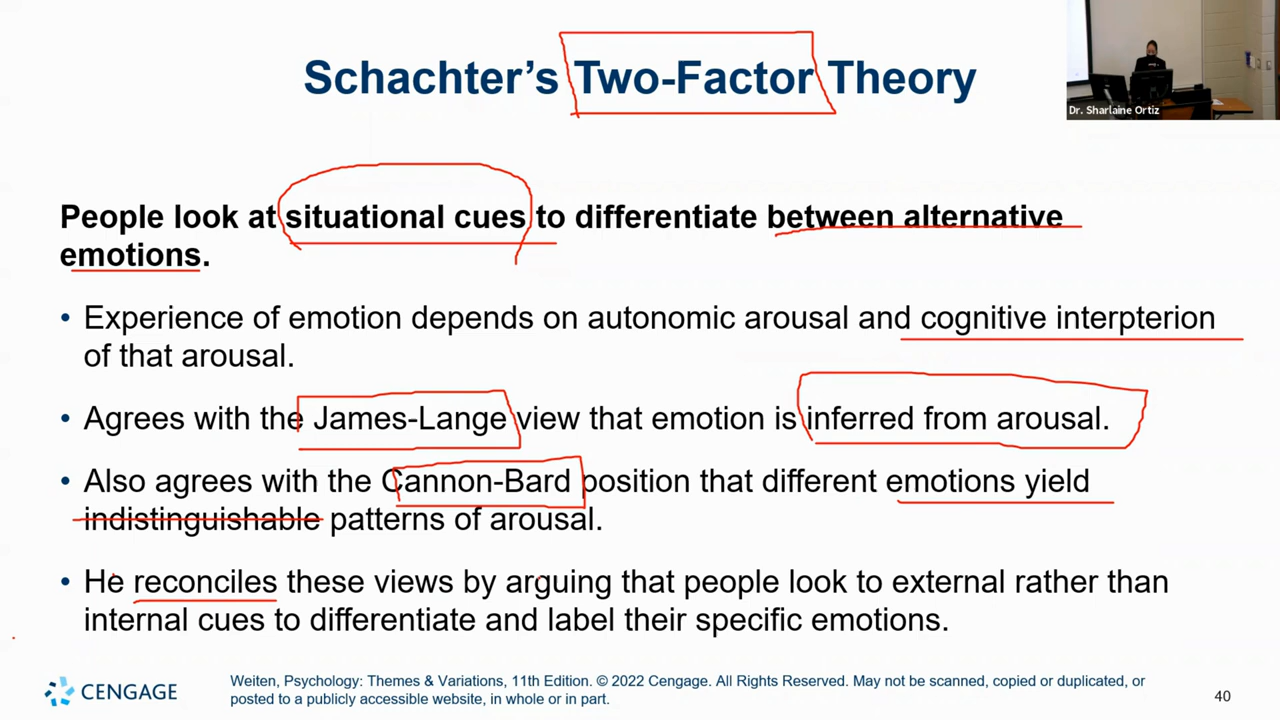 Schachter’s Two-Factor Theory
Dr. Sharlaine Ortiz
People look at situational cues to differentiate between alternative
emotions.
• Experience of emotion depends on autonomic arousal and cognitive interpterion
of that arousal.
• Agrees with the James-Lange view that emotion is inferred from arousal.
• Also agrees with the Cannon-Bard position that different emotions yield
indistinguishable patterns of arousal.
• He reconciles these views by arguing that people look to external rather than
internal cues to differentiate and label their specific emotions.
CENGAGE
Weiten, Psychology: Themes & Variations, 11th Edition. © 2022 Cengage. All Rights Reserved. May not be scanned, copied or duplicated, or
posted to a publicly accessible website, in whole or in part.
40